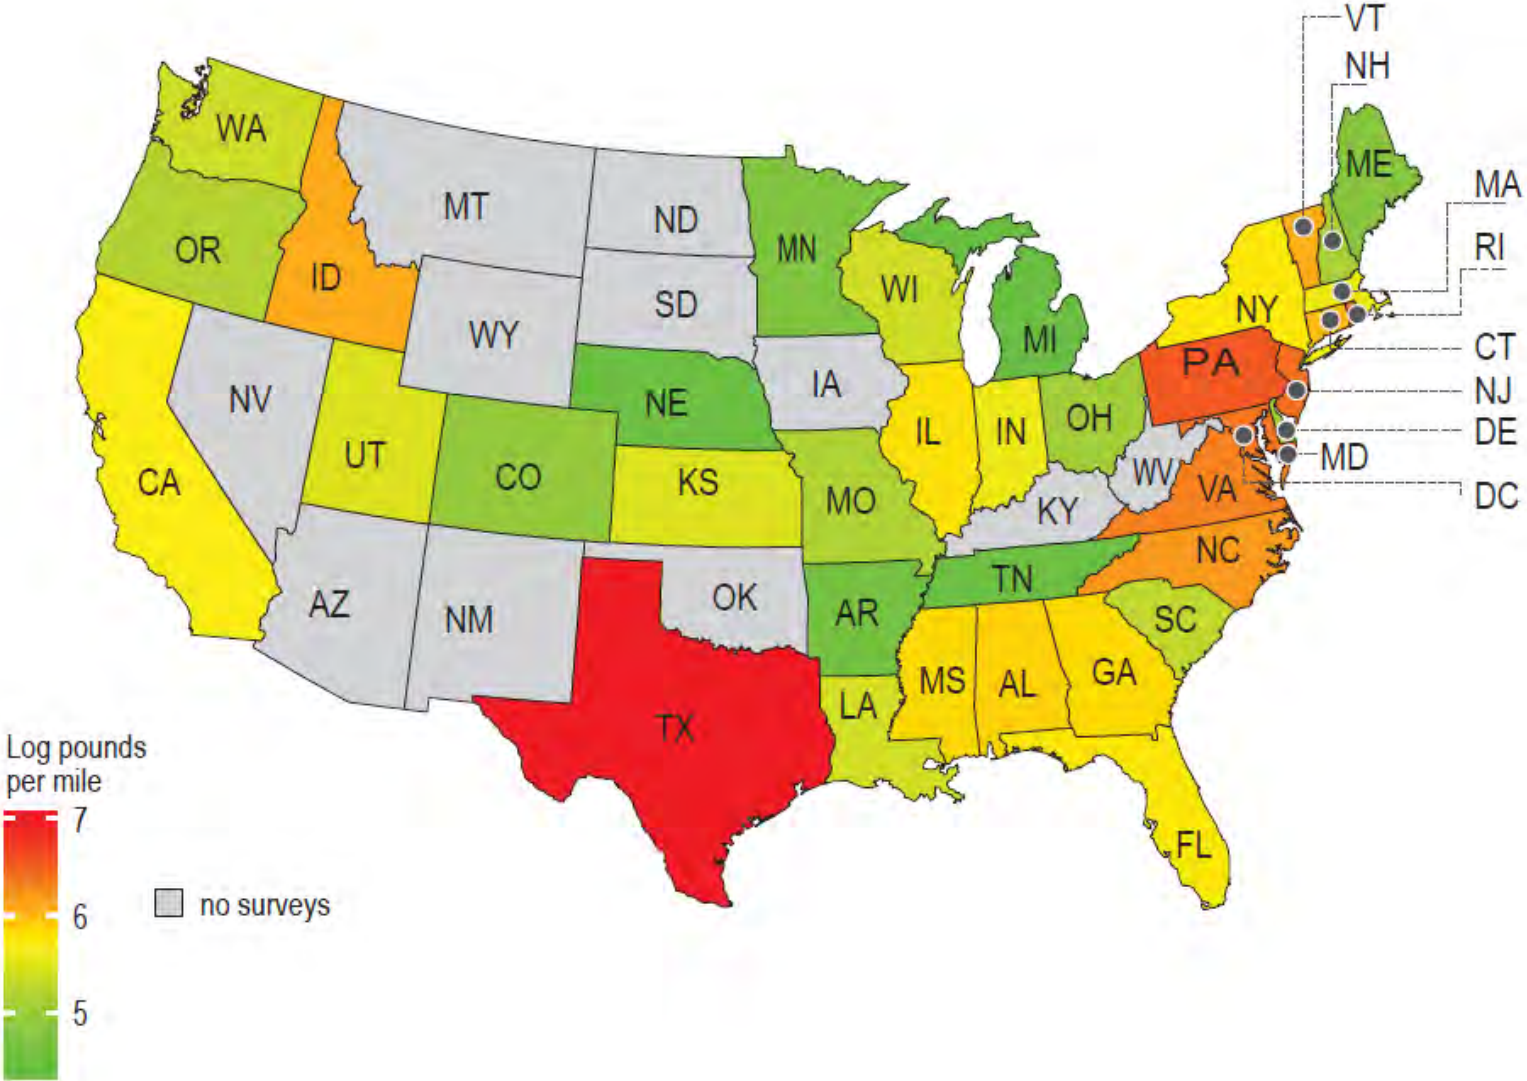 VT
NH
WA
ME
MA
MT
ND
OR
MN
RI
ID
WI
SD
NY
WY
MI
CT
PA
IA
NJ
NV
NE
OH
IL
IN
DE
UT
MD
CO
KS
WV
CA
VA
DC
MO
KY
NC
TN
AZ
OK
AR
NM
SC
MS
AL
GA
LA
TX
Log pounds
per mile
7
FL
6
no surveys
5